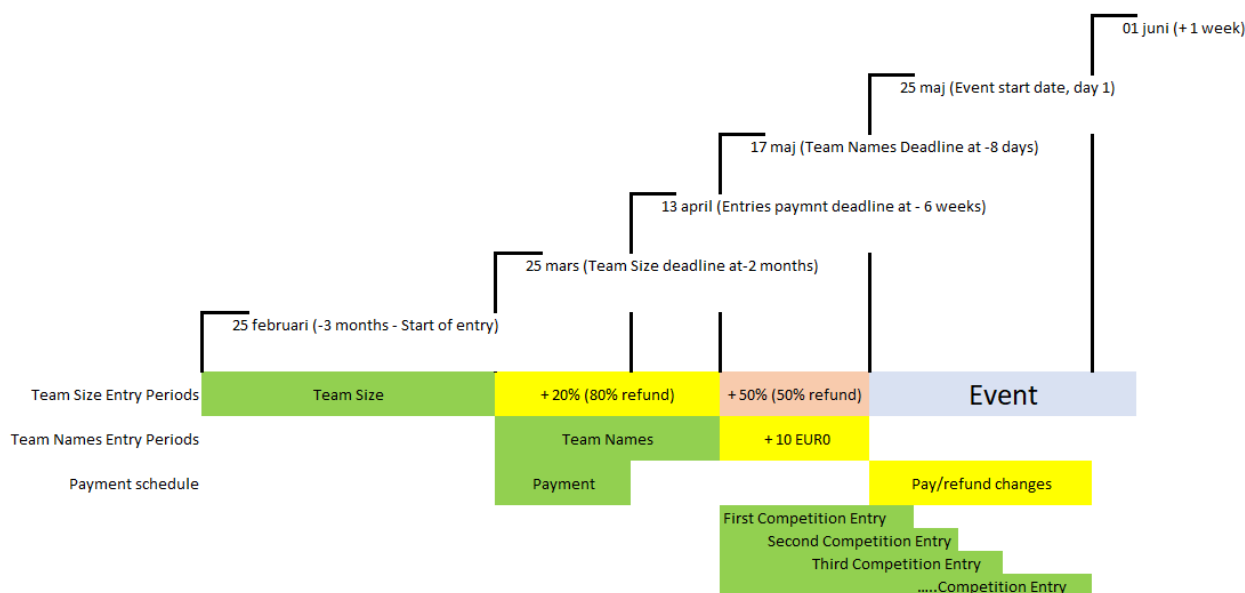 01 juni (+ 1 week)
25 maj (Event start date, day 1)
17 maj (Team Names Deadline at -8 days)
13 april (Entries paymnt deadline at - 6 weeks)
25 mars (Team Size deadline at-2 months)
25 februari (-3 months - Start of entry)
Team Size Entry Periods
Team Size
+ 20% (80% refund)
+ 50% (50% refund)
Event
Team Names Entry Periods
Team Names
+ 10 EUR0
Payment schedule
Payment
Pay/refund changes
First Competition Entry
Second Competition Entry
Third Competition Entry
.....Competition Entry